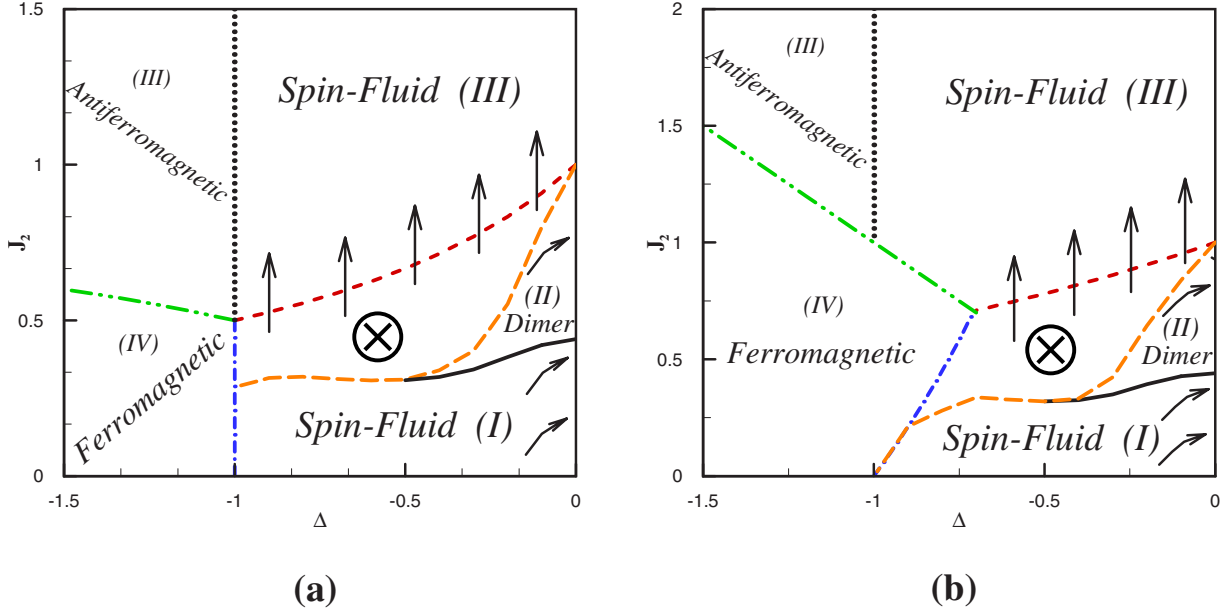 1.5
(III)
Antiferromagnetic
Spin-Fluid (III)
1
J2
0.5
(IV)
Ferromagnetic
(II)
Dimer
Spin-Fluid (I)
0
-1.5
-1
-0.5
0
Δ
(a)
2
(III)
Antiferromagnetic
Spin-Fluid (III)
1.5
J2
1
(IV)
Ferromagnetic
(II)
Dimer
0.5
Spin-Fluid (I)
0
-1.5
-1
-0.5
0
Δ
(b)